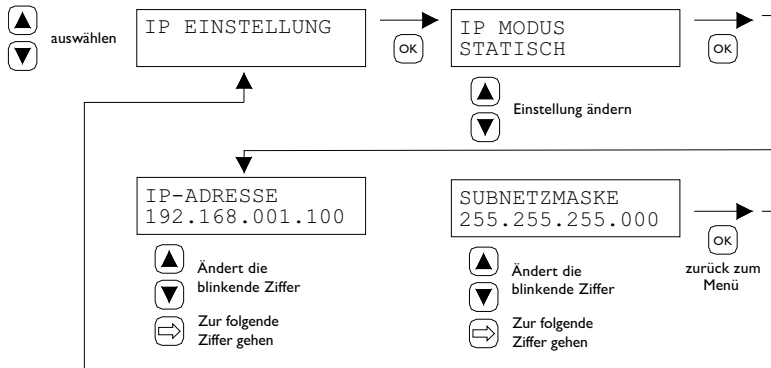 auswählen
IP EINSTELLUNG
OK
IP MODUS
STATISCH
OK
Einstellung ändern
IP-ADRESSE
192.168.001.100
Ändert die
blinkende Ziffer
Zur folgende
Ziffer gehen
SUBNETZMASKE
255.255.255.000
Ändert die
blinkende Ziffer
Zur folgende
Ziffer gehen
OK
zurück zum
Menü